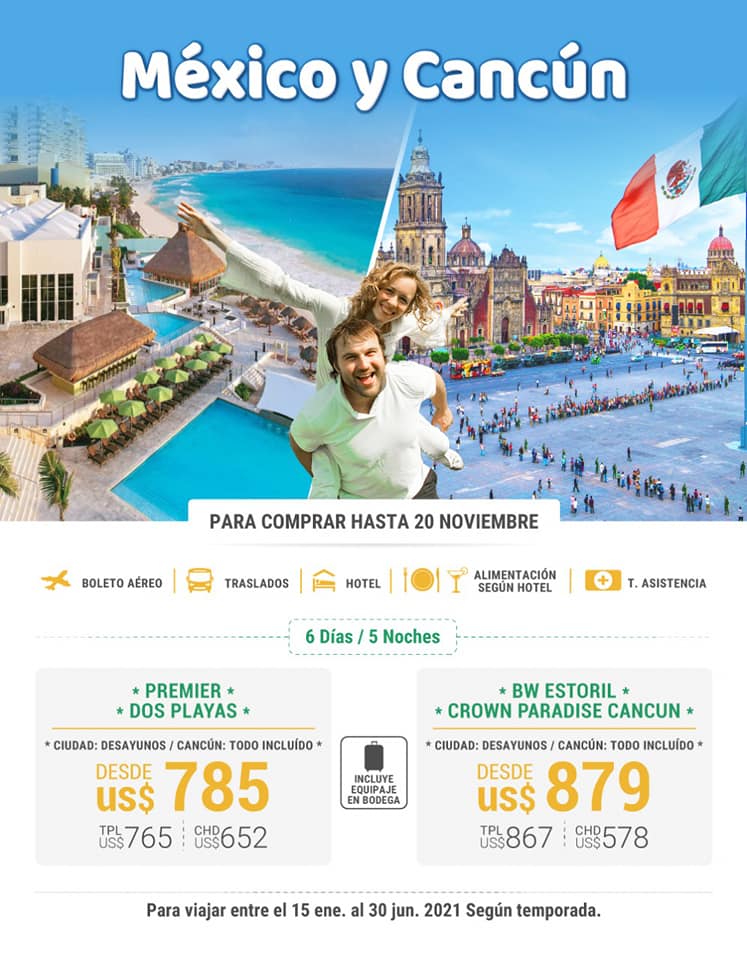 México y Cancún
PARA COMPRAR HASTA 20 NOVIEMBRE
BOLETO AÉREO
TRASLADOS
HOTEL
ALIMENTACIÓN
SEGÚN HOTEL
T. ASISTENCIA
6 Días / 5 Noches
* PREMIER *
* DOS PLAYAS *
* CIUDAD: DESAYUNOS / CANCÚN: TODO INCLUÍDO *
DESDE
US$ 785
TPL
US$765
CHD
US$652
INCLUYE
EQUIPAJE
EN BODEGA
* BW ESTORIL *
* CROWN PARADISE CANCUN *
* CIUDAD: DESAYUNOS / CANCÚN: TODO INCLUÍDO *
DESDE
US$ 879
TPL
US$867
CHD
US$578
Para viajar entre el 15 ene. al 30 jun. 2021 Según temporada.